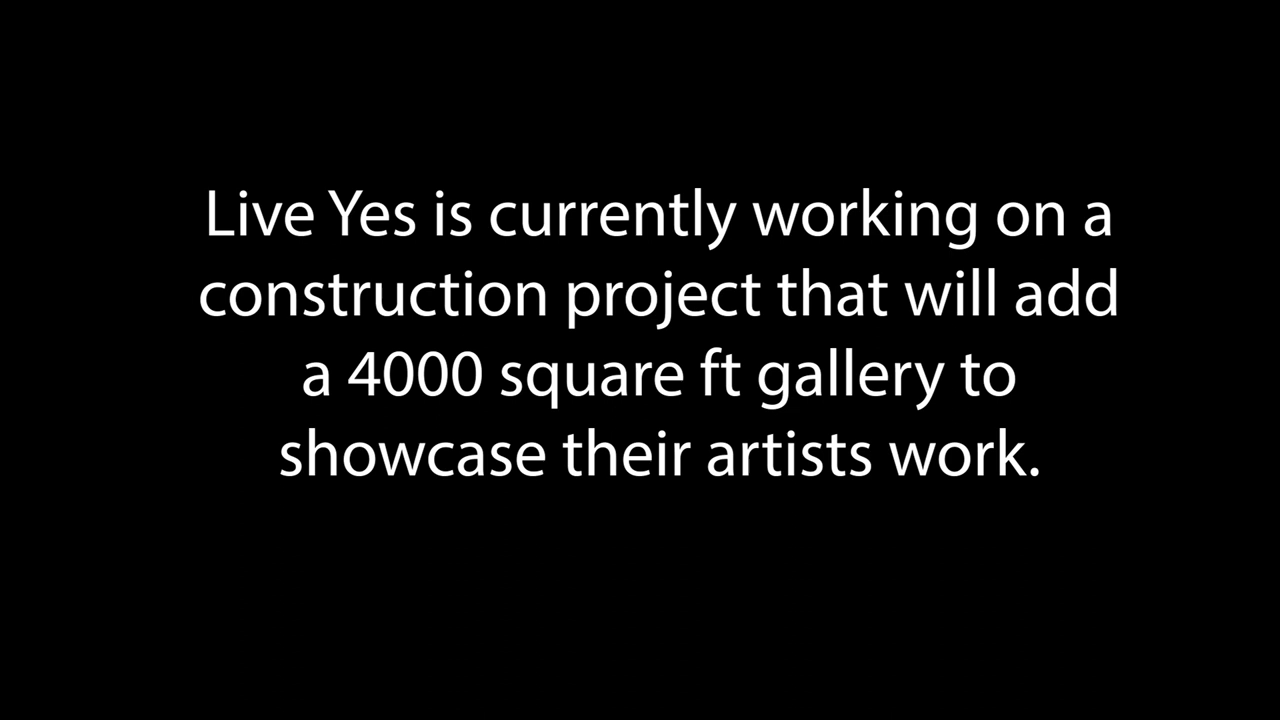 Live Yes is currently working on a
construction project that will add
a 4000 square ft gallery to
showcase their artists work.